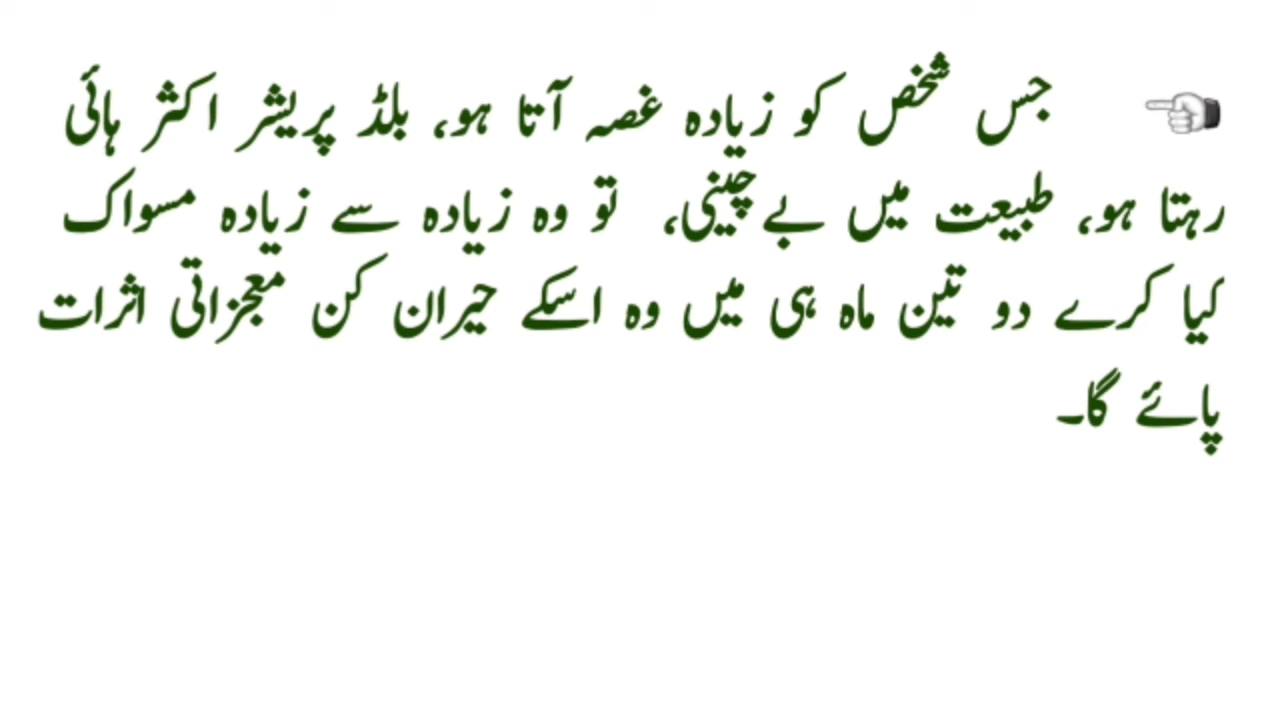 جس شخص کو زیادہ غصہ آتا ہو، بلڈ پریشر اکثر ہائی
رہتا ہو، طبیعت میں بے چینی، تو وہ زیادہ سے زیادہ مسواک
کیا کرے دو تین ماہ ہی میں وہ اسکے حیران کن معجزاتی اثرات
پائے گا۔